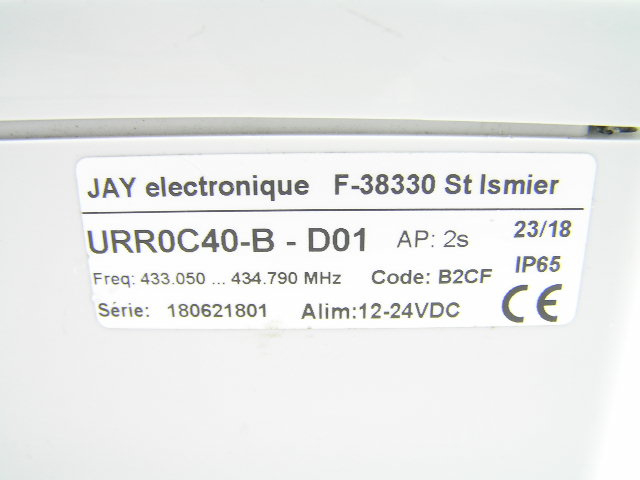 JAY electronique F-38330 St Ismier
URR0C40-B - D01 AP: 2s 23/18
Freq: 433.050 ... 434.790 MHz Code: B2CF IP65
Série: 180621801 Alim:12-24VDC CE